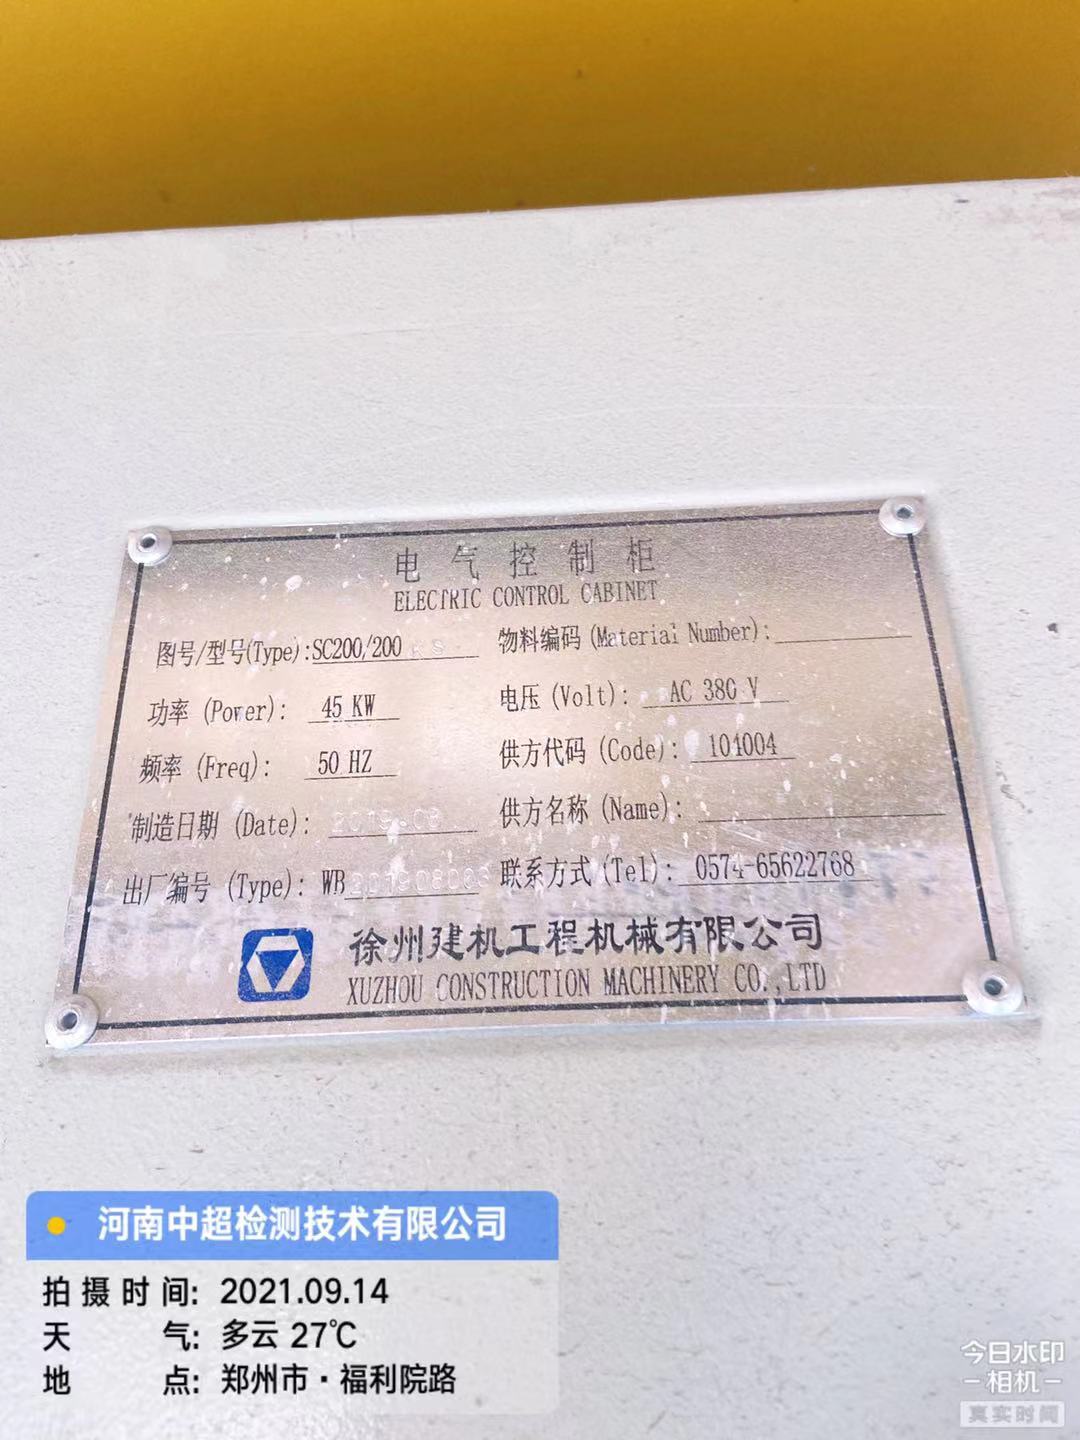 电气控制柜
ELECTRIC CONTROL CABINET
图号/型号(Type):SC200/200KS 物料编码(Material Number):
功率 (Power): 45 KW 电压(Volt): AC 380 V
频率 (Freq): 50 HZ 供方代码(Code): 101004
制造日期 (Date): 2019.08 供方名称(Name):
出厂编号 (Type): WB 联系方式(Tel): 0574-65622768
徐州建机工程机械有限公司
XUZHOU CONSTRUCTION MACHINERY CO.,LTD
河南中超检测技术有限公司
拍摄时间: 2021.09.14
天气: 多云 27℃
地点: 郑州市·福利院路
今日水印
相机
真实时间